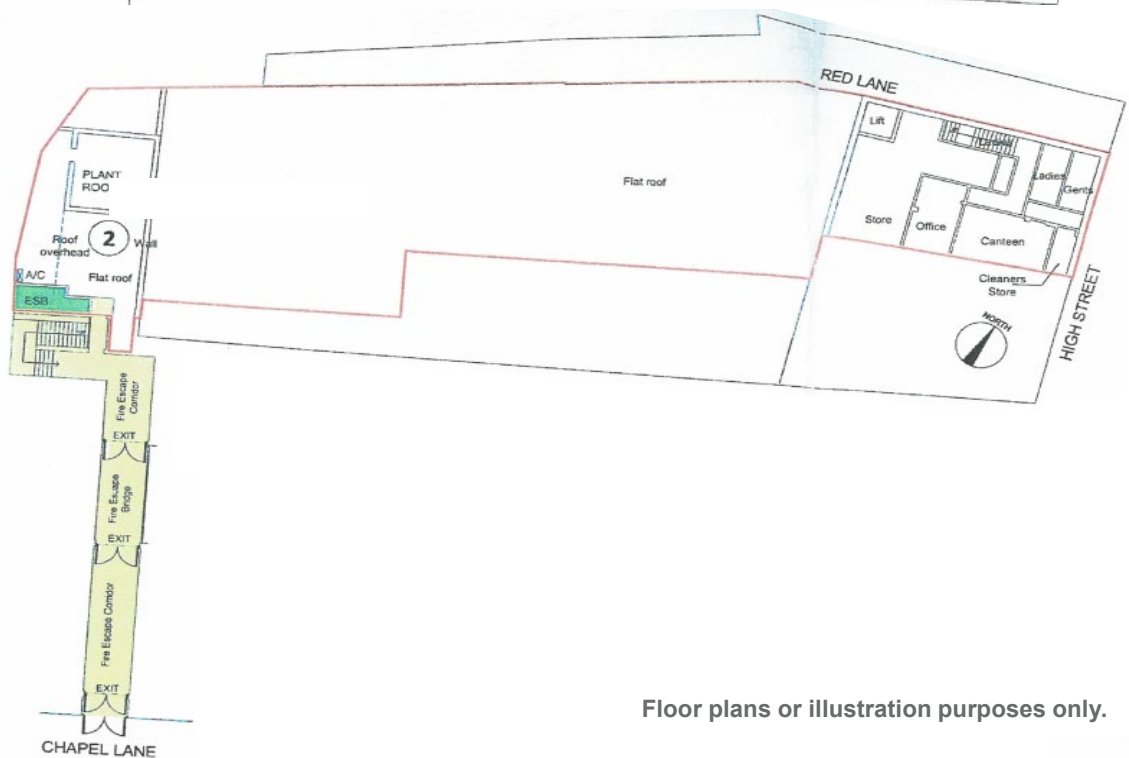 RED LANE
Lift
Ladies
Gents
PLANT
ROO
Flat roof
Store
Office
Canteen
Roof
overhead
2
Wall
A/C
Flat roof
Cleaners
Store
ESB
NORTH
HIGH STREET
Fire Escape
Corridor
EXIT
Fire Escape
Bridge
EXIT
Fire Escape Corridor
EXIT
CHAPEL LANE
Floor plans or illustration purposes only.